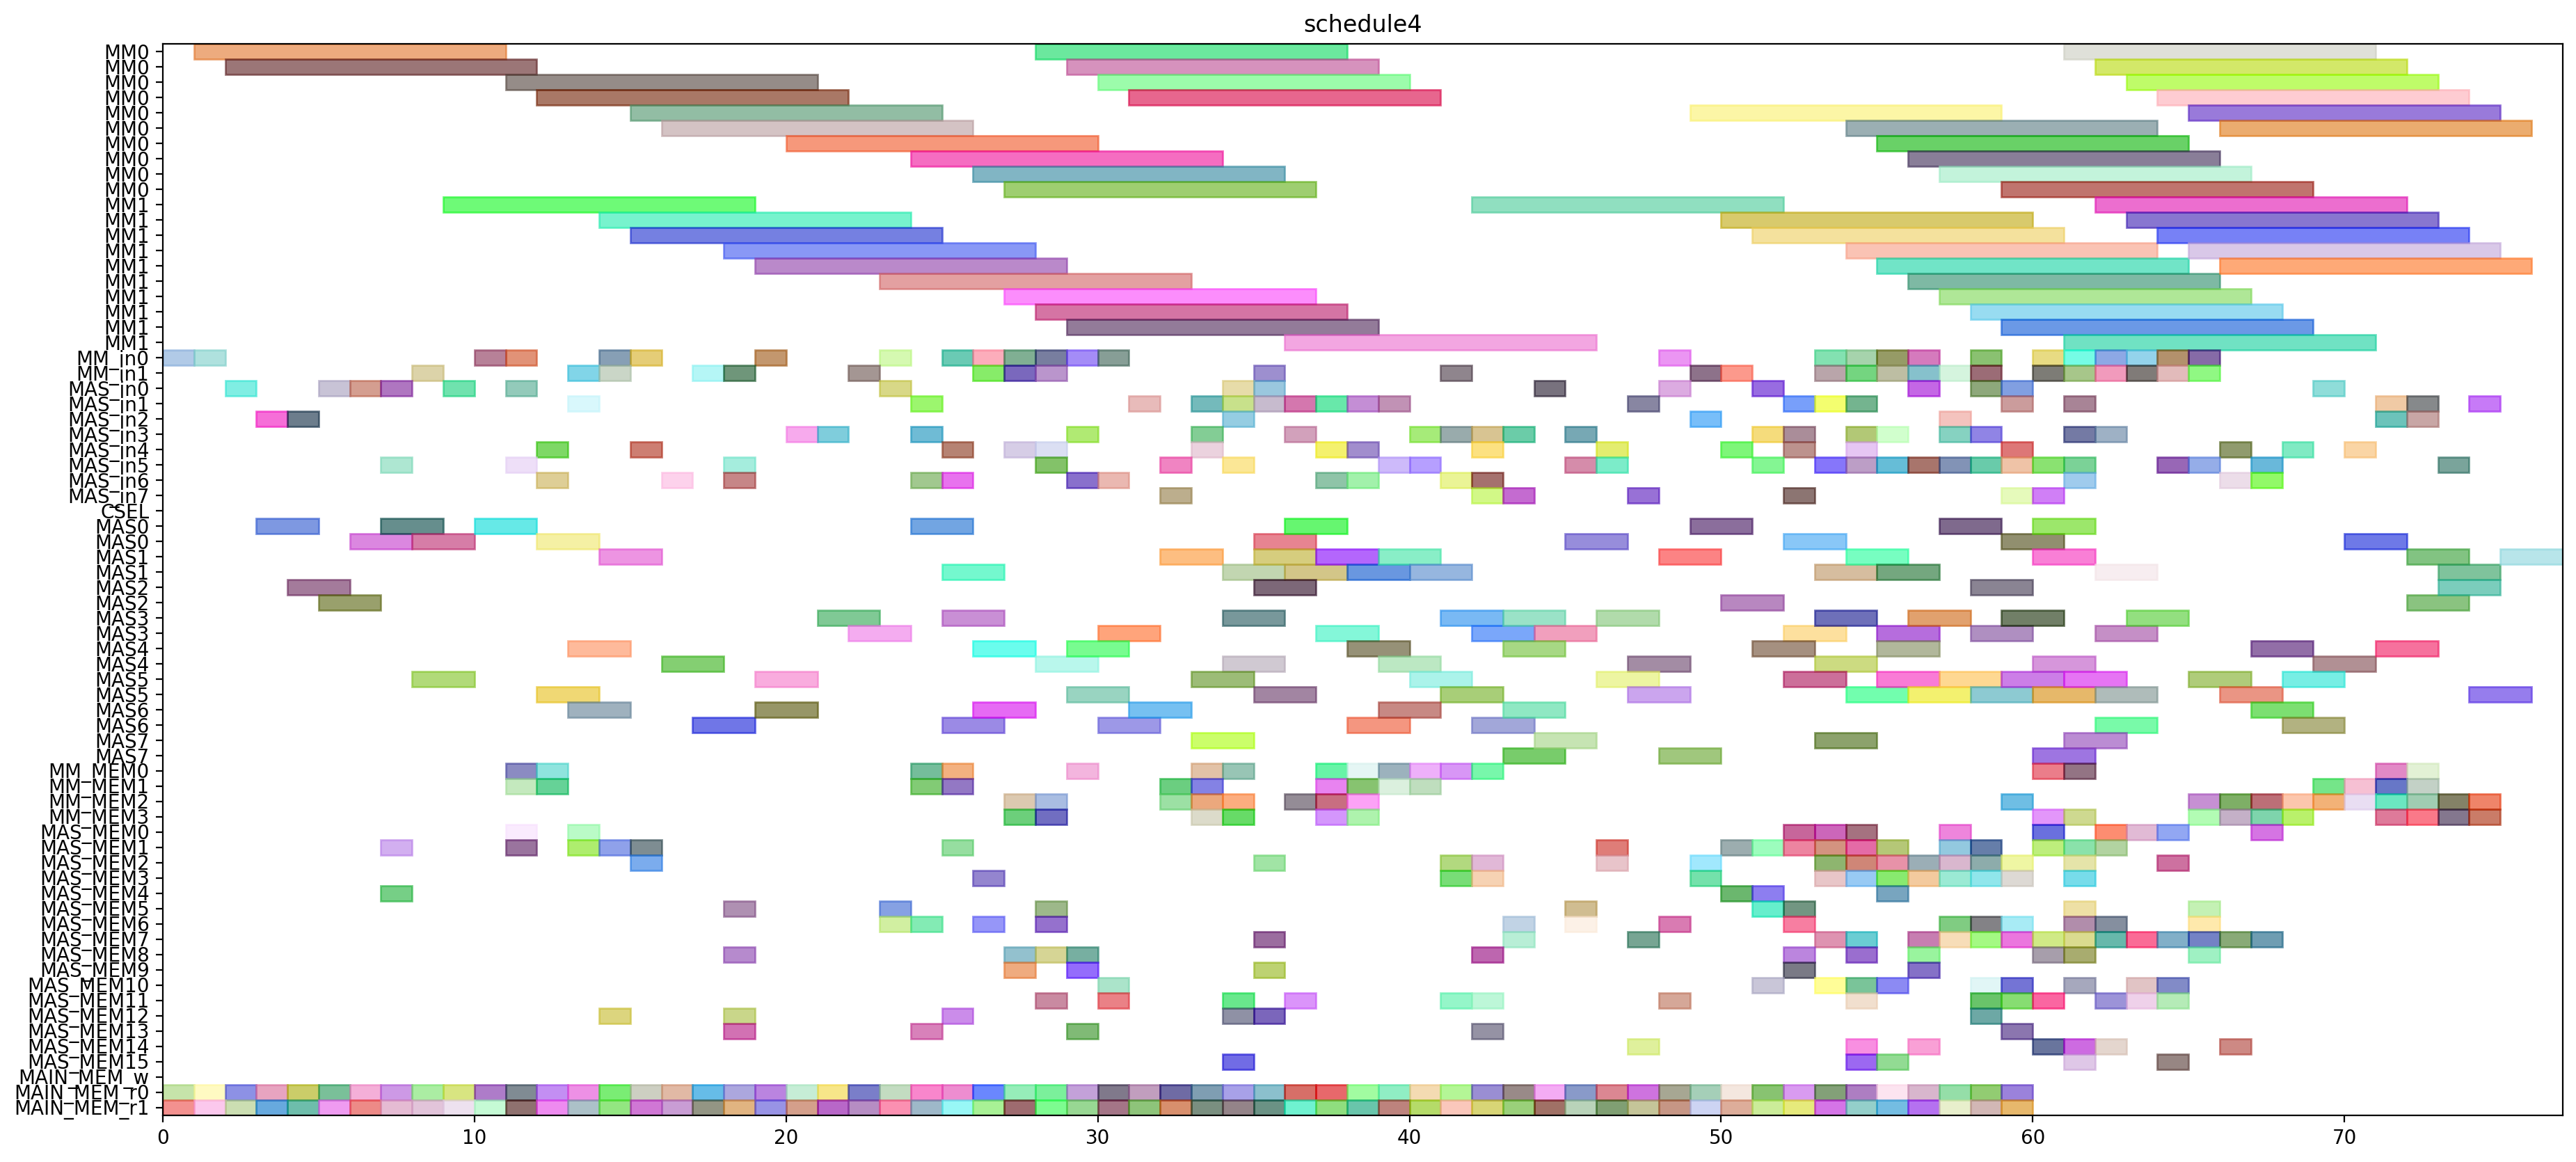 schedule4
MM0
MM0
MM0
MM0
MM0
MM0
MM0
MM0
MM0
MM0
MM1
MM1
MM1
MM1
MM1
MM1
MM1
MM1
MM1
MM1
MM_in0
MM_in1
MAS_in0
MAS_in1
MAS_in2
MAS_in3
MAS_in4
MAS_in5
MAS_in6
MAS_in7
CSEL
MAS0
MAS0
MAS1
MAS1
MAS2
MAS2
MAS3
MAS3
MAS4
MAS4
MAS5
MAS5
MAS6
MAS6
MAS7
MAS7
MM_MEM0
MM_MEM1
MM_MEM2
MM_MEM3
MAS_MEM0
MAS_MEM1
MAS_MEM2
MAS_MEM3
MAS_MEM4
MAS_MEM5
MAS_MEM6
MAS_MEM7
MAS_MEM8
MAS_MEM9
MAS_MEM10
MAS_MEM11
MAS_MEM12
MAS_MEM13
MAS_MEM14
MAS_MEM15
MAIN_MEM_w
MAIN_MEM_r0
MAIN_MEM_r1
0 10 20 30 40 50 60 70